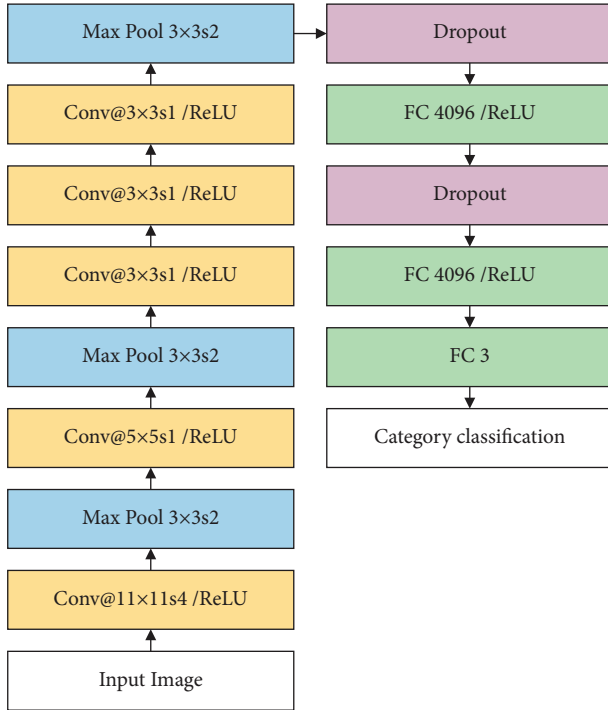 Max Pool 3×3s2
Conv@3×3s1 /ReLU
Conv@3×3s1 /ReLU
Conv@3×3s1 /ReLU
Max Pool 3×3s2
Conv@5×5s1 /ReLU
Max Pool 3×3s2
Conv@11×11s4 /ReLU
Input Image
Dropout
FC 4096 /ReLU
Dropout
FC 4096 /ReLU
FC 3
Category classification